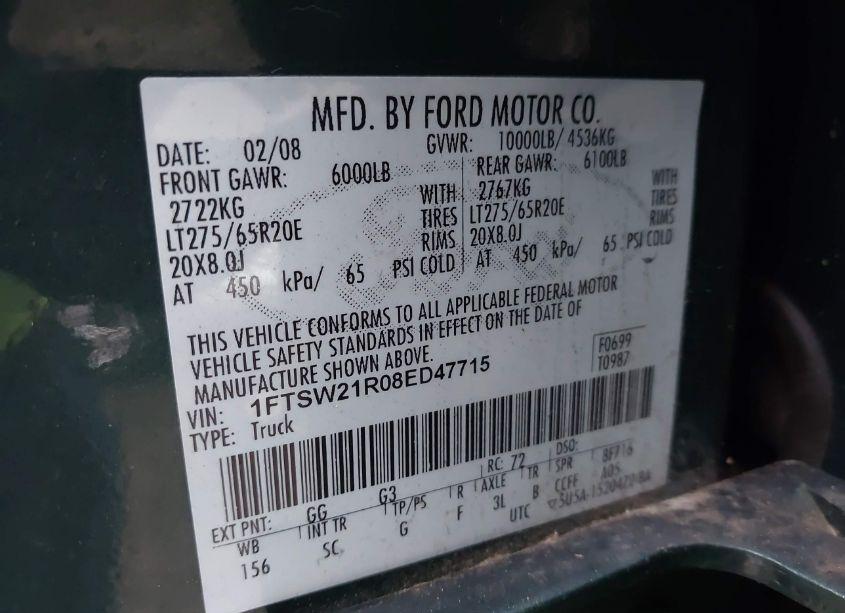 MFD. BY FORD MOTOR CO.
DATE: 02/08 GVWR: 10000LB/ 4536KG
FRONT GAWR: 6000LB REAR GAWR: 6100LB
2722KG WITH 2767KG WITH
LT275/65R20E TIRES LT275/65R20E TIRES
20X8.0J RIMS 20X8.0J RIMS
AT 450 kPa/ 65 PSI COLD AT 450 kPa/ 65 PSI COLD
THIS VEHICLE CONFORMS TO ALL APPLICABLE FEDERAL MOTOR
VEHICLE SAFETY STANDARDS IN EFFECT ON THE DATE OF
MANUFACTURE SHOWN ABOVE.
F0699
T0987
VIN: 1FTSW21R08ED47715
TYPE: Truck
EXT PNT: GG G3 RC: 72 DSO:
WB INT TR TP/PS R AXLE TR SPR 8F716
156 SC G F 3L B CCFF A05
UTC